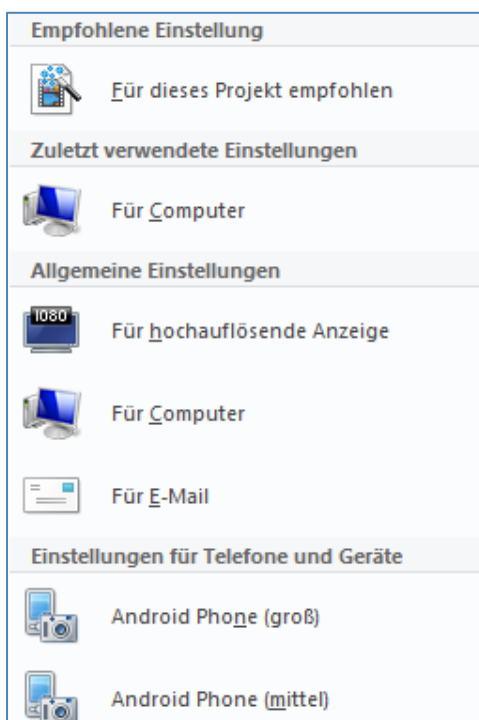 Empfohlene Einstellung
Für dieses Projekt empfohlen
Zuletzt verwendete Einstellungen
Für Computer
Allgemeine Einstellungen
1080
Für hochauflösende Anzeige
Für Computer
Für E-Mail
Einstellungen für Telefone und Geräte
Android Phone (groß)
Android Phone (mittel)